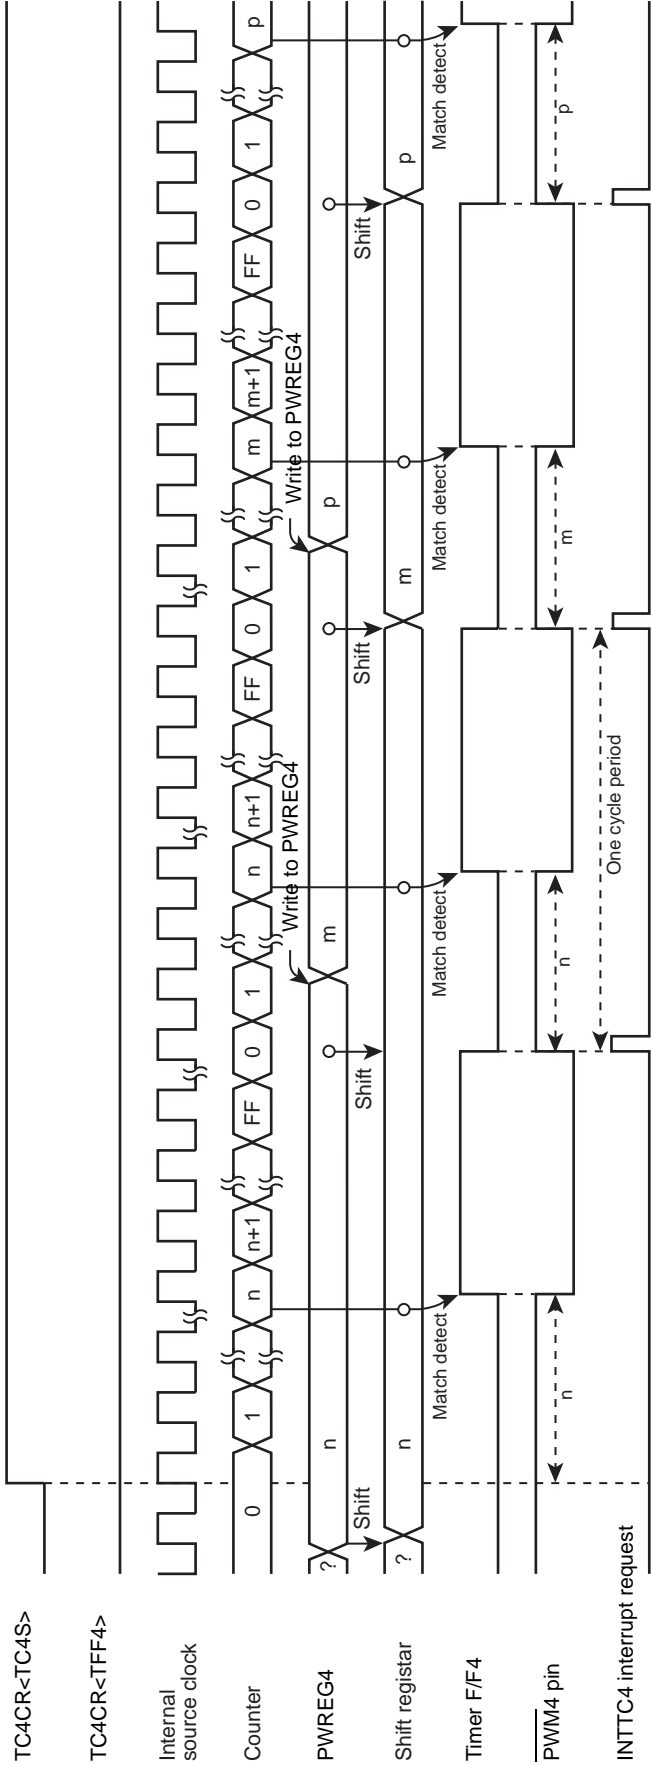 TC4CR<TC4S>
TC4CR<TFF4>
Internal
source clock
Counter
0 1 n n+1 FF 0 1 n n+1 FF 0 1 m m+1 FF 0 1 p
Write to PWREG4
Write to PWREG4
PWREG4
? n m p
Shift
Shift
Shift
Shift
Shift registar
? n m p
Match detect
Match detect
Match detect
Match detect
Timer F/F4
PWM4 pin
n n m p
One cycle period
INTTC4 interrupt request